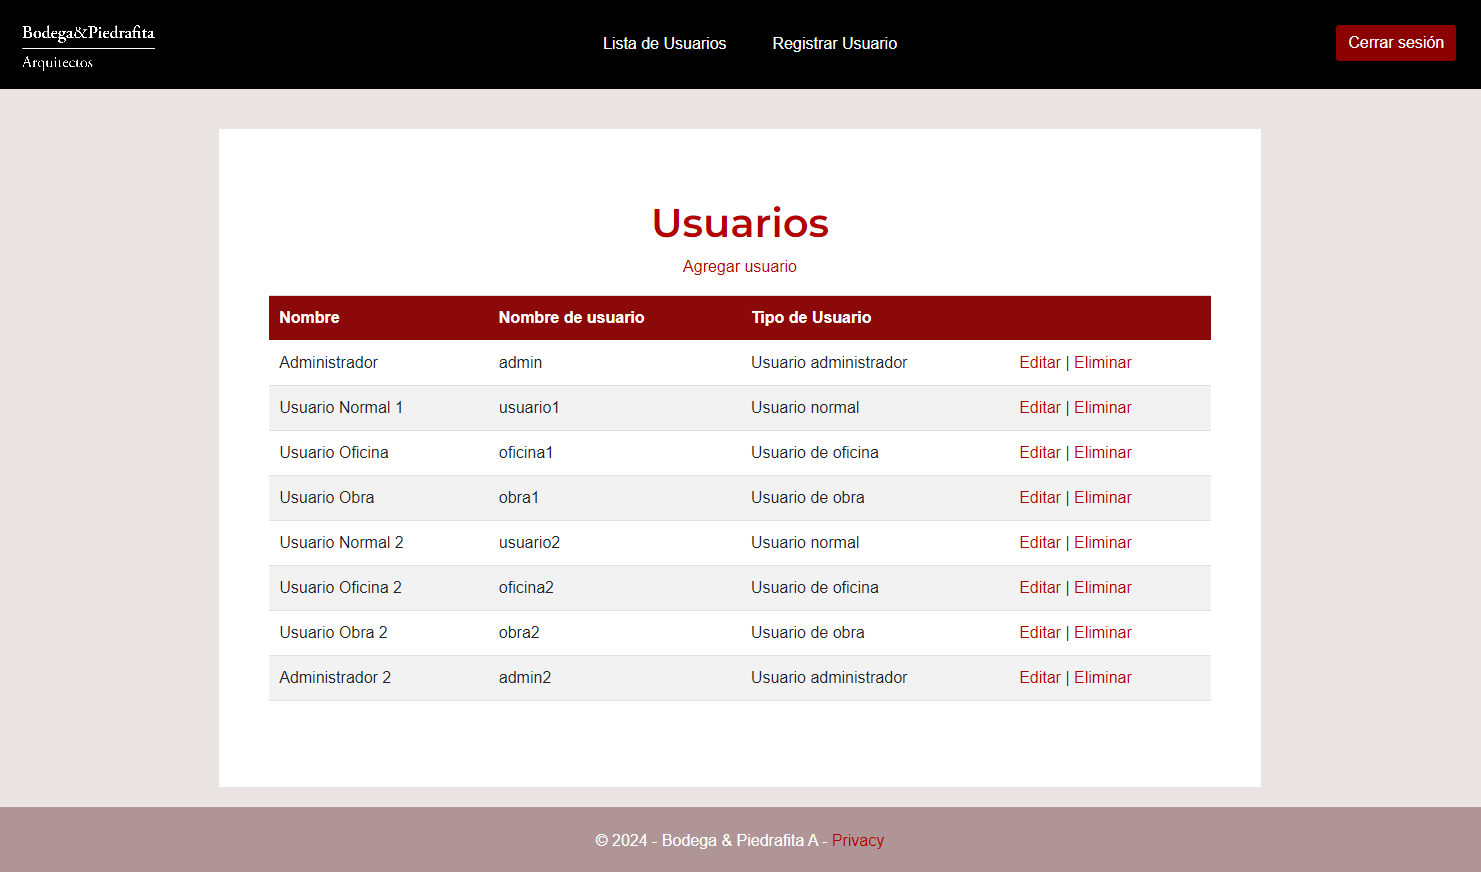 Bodega&Piedrafita
Arquitectos
Lista de Usuarios
Registrar Usuario
Cerrar sesión
Usuarios
Agregar usuario
Nombre Nombre de usuario Tipo de Usuario
Administrador admin Usuario administrador Editar | Eliminar
Usuario Normal 1 usuario1 Usuario normal Editar | Eliminar
Usuario Oficina oficina1 Usuario de oficina Editar | Eliminar
Usuario Obra obra1 Usuario de obra Editar | Eliminar
Usuario Normal 2 usuario2 Usuario normal Editar | Eliminar
Usuario Oficina 2 oficina2 Usuario de oficina Editar | Eliminar
Usuario Obra 2 obra2 Usuario de obra Editar | Eliminar
Administrador 2 admin2 Usuario administrador Editar | Eliminar
© 2024 - Bodega & Piedrafita A - Privacy